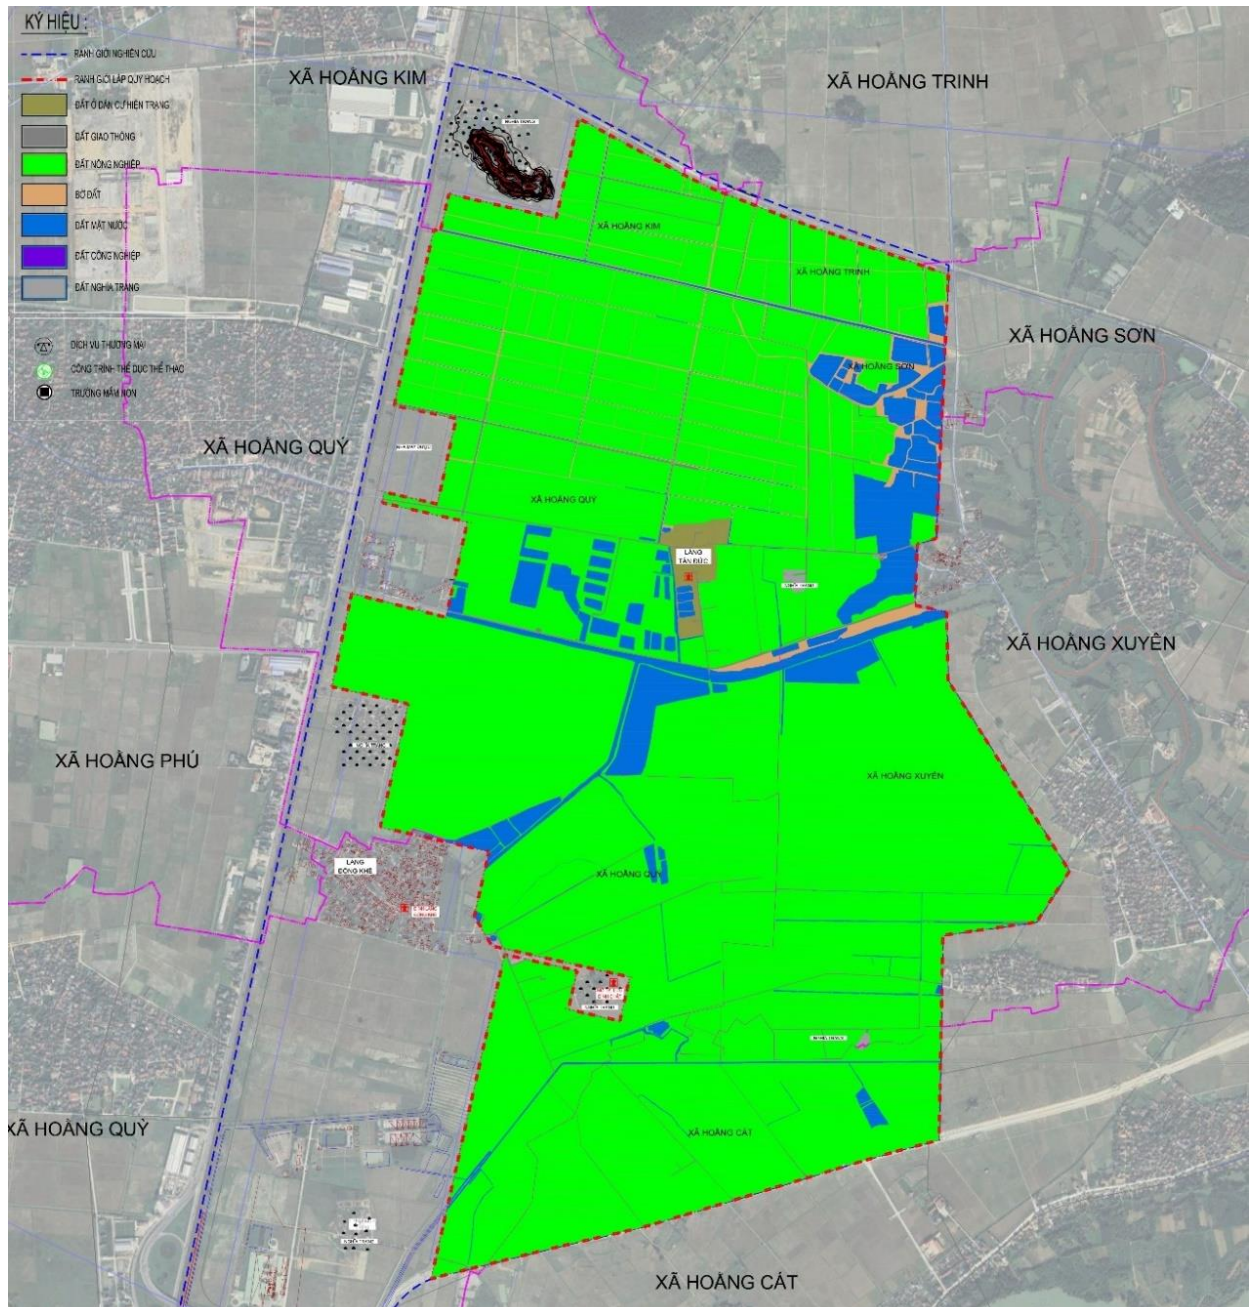 KÝ HIỆU :
RANH GIỚI NGHIÊN CỨU
RANH GIỚI LẬP QUY HOẠCH
ĐẤT Ở DÂN CƯ HIỆN TRẠNG
ĐẤT GIAO THÔNG
ĐẤT NÔNG NGHIỆP
BỜ ĐẤT
ĐẤT MẶT NƯỚC
ĐẤT CÔNG NGHIỆP
ĐẤT NGHĨA TRANG
DỊCH VỤ THƯƠNG MẠI
CÔNG TRÌNH THỂ DỤC THỂ THAO
TRƯỜNG MẦM NON
XÃ HOẰNG KIM
XÃ HOẰNG TRINH
XÃ HOẰNG KIM
XÃ HOẰNG TRINH
XÃ HOẰNG SƠN
XÃ HOẰNG SƠN
XÃ HOẰNG QUÝ
XÃ HOẰNG QUY
LÀNG
TÂN ĐỨC
XÃ HOẰNG XUYÊN
XÃ HOẰNG PHÚ
XÃ HOẰNG XUYÊN
LÀNG
ĐÔNG KHÊ
XÃ HOẰNG QUY
XÃ HOẰNG QUỲ
XÃ HOẰNG CÁT
XÃ HOẰNG CÁT